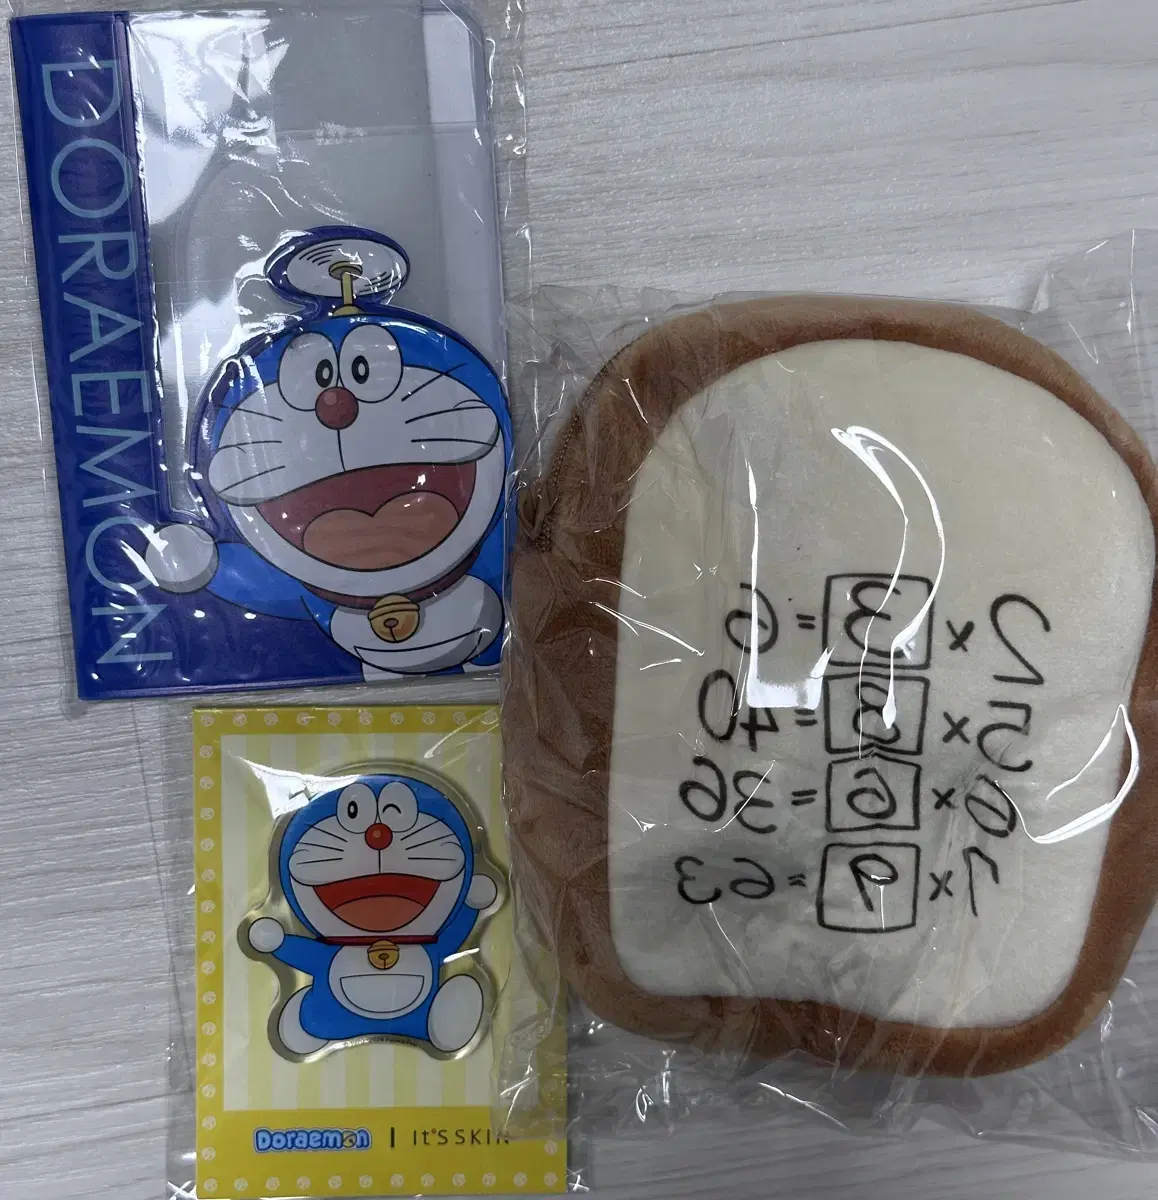 DORAEMON
2 × 3 = 6
5 × 8 = 40
6 × 6 = 36
7 × 9 = 63
Doraemon | It'S SKIN